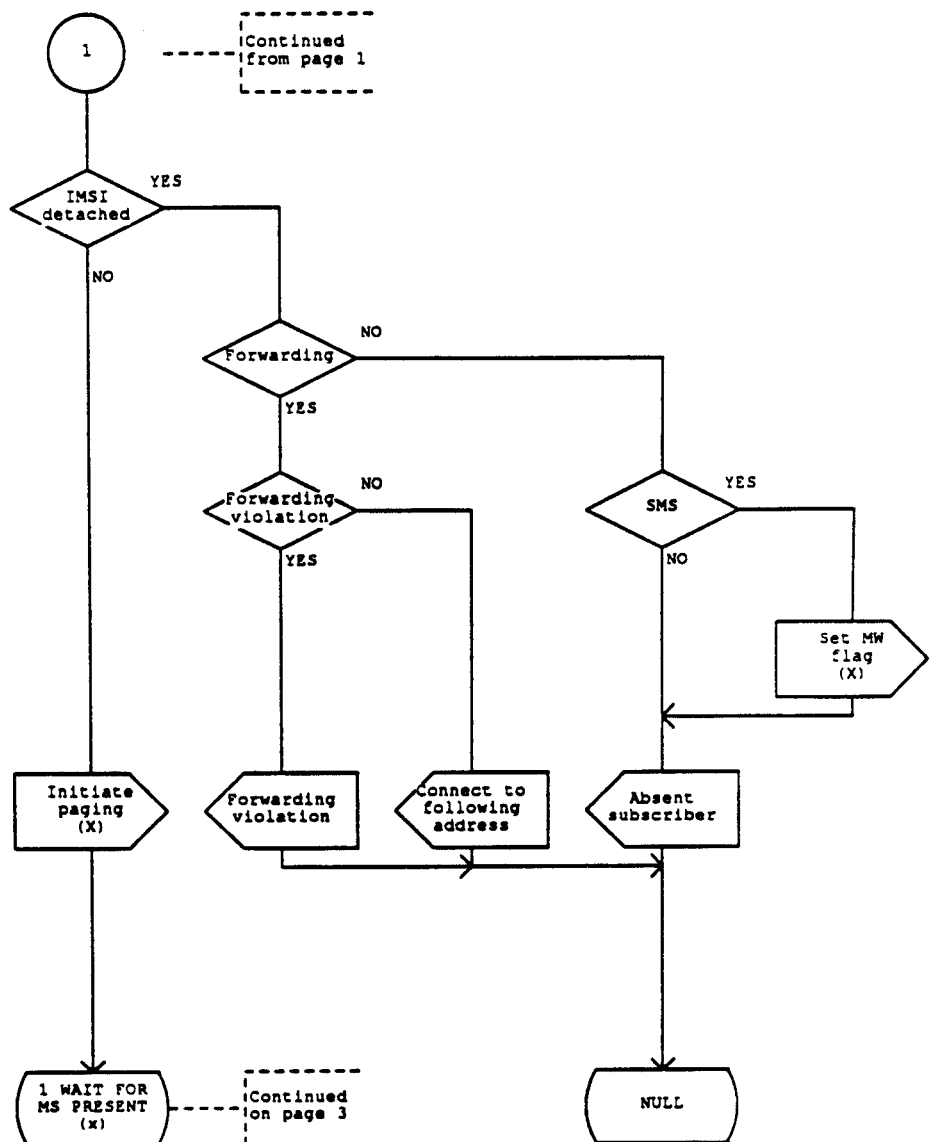 1
Continued
from page 1
IMSI
detached
YES
NO
Forwarding
NO
YES
Forwarding
violation
NO
YES
SMS
YES
NO
Set MW
flag
(X)
Initiate
paging
(X)
Forwarding
violation
Connect to
following
address
Absent
subscriber
1 WAIT FOR
MS PRESENT
(x)
Continued
on page 3
NULL